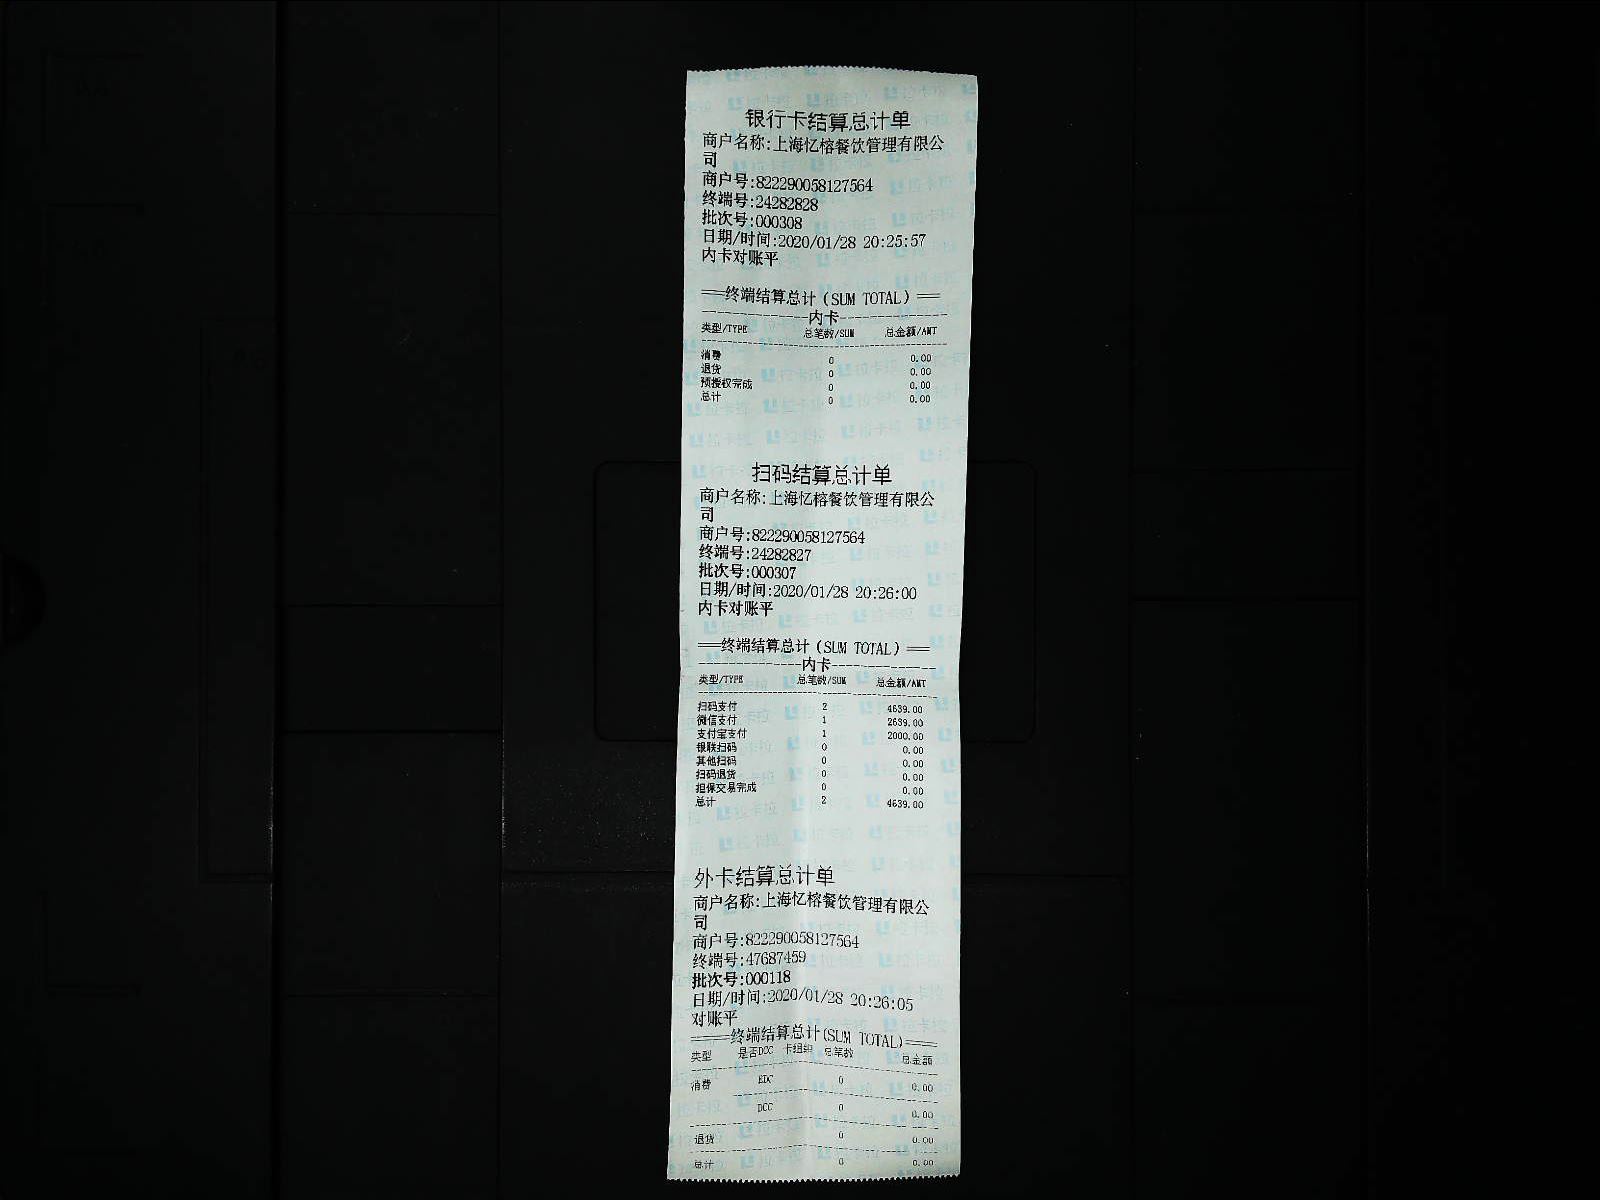 银行卡结算总计单
商户名称:上海忆榕餐饮管理有限公
司
商户号:822290058127564
终端号:24282828
批次号:000308
日期/时间:2020/01/28 20:25:57
内卡对账平
═══终端结算总计(SUM TOTAL)═══
----------------内卡----------------
类型/TYPE 总笔数/SUM 总金额/AMT
消费 0 0.00
退货 0 0.00
预授权完成 0 0.00
总计 0 0.00
扫码结算总计单
商户名称:上海忆榕餐饮管理有限公
司
商户号:822290058127564
终端号:24282827
批次号:000307
日期/时间:2020/01/28 20:26:00
内卡对账平
═══终端结算总计(SUM TOTAL)═══
----------------内卡----------------
类型/TYPE 总笔数/SUM 总金额/AMT
扫码支付 2 4639.00
微信支付 1 2639.00
支付宝支付 1 2000.00
银联扫码 0 0.00
其他扫码 0 0.00
扫码退货 0 0.00
担保交易完成 0 0.00
总计 2 4639.00
外卡结算总计单
商户名称:上海忆榕餐饮管理有限公
司
商户号:822290058127564
终端号:47687459
批次号:000118
日期/时间:2020/01/28 20:26:05
对账平
═══终端结算总计(SUM TOTAL)═══
类型 是否DCC 卡组织 总笔数 总金额
消费 EDC 0 0.00
DCC 0 0.00
退货 0 0.00
总计 0 0.00